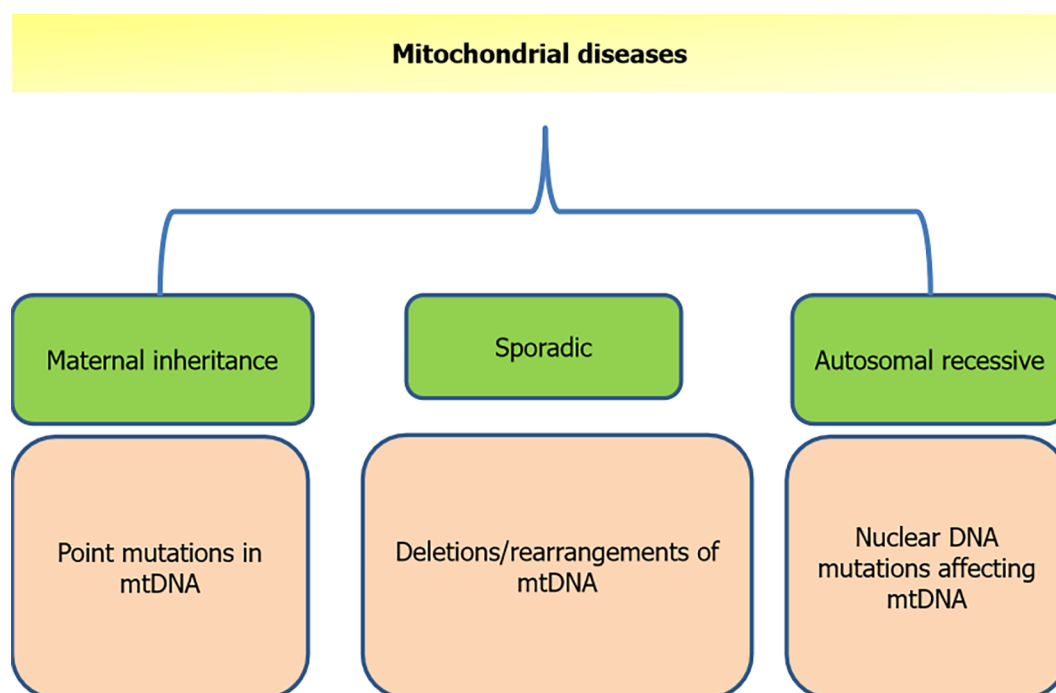 Mitochondrial diseases
Maternal inheritance
Sporadic
Autosomal recessive
Point mutations in
mtDNA
Deletions/rearrangements of
mtDNA
Nuclear DNA
mutations affecting
mtDNA